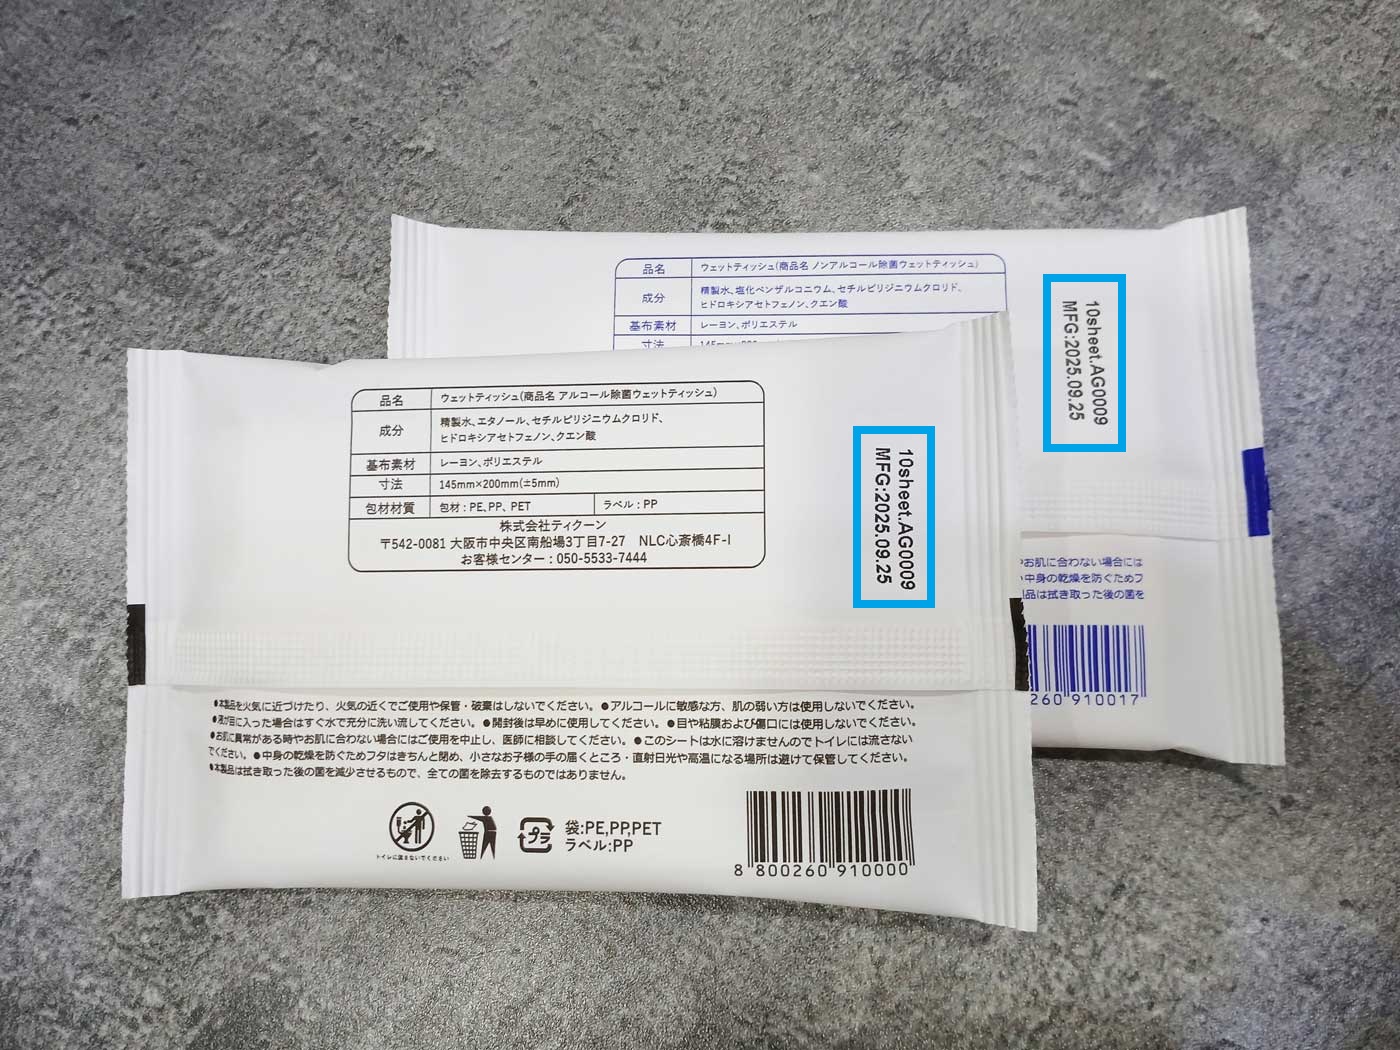 品名 ウェットティッシュ(商品名 ノンアルコール除菌ウェットティッシュ)
成分 精製水、塩化ベンザルコニウム、セチルピリジニウムクロリド、
ヒドロキシアセトフェノン、クエン酸
基布素材 レーヨン、ポリエステル
寸法
10sheet.AG0009
MFG:2025.09.25
お肌に合わない場合には
中身の乾燥を防ぐためフ
品は拭き取った後の菌を
260 910017
品名 ウェットティッシュ(商品名 アルコール除菌ウェットティッシュ)
成分 精製水、エタノール、セチルピリジニウムクロリド、
ヒドロキシアセトフェノン、クエン酸
基布素材 レーヨン、ポリエステル
寸法 145mm×200mm(±5mm)
包材材質 包材 : PE, PP, PET ラベル : PP
株式会社ティクーン
〒542-0081 大阪市中央区南船場3丁目7-27 NLC心斎橋4F-I
お客様センター : 050-5533-7444
10sheet.AG0009
MFG:2025.09.25
●本製品を火気に近づけたり、火気の近くでご使用や保管・破棄はしないでください。●アルコールに敏感な方、肌の弱い方は使用しないでください。
●液が目に入った場合はすぐ水で充分に洗い流してください。●開封後は早めに使用してください。●目や粘膜および傷口には使用しないでください。
●お肌に異常がある時やお肌に合わない場合にはご使用を中止し、医師に相談してください。●このシートは水に溶けませんのでトイレには流さない
でください。●中身の乾燥を防ぐためフタはきちんと閉め、小さなお子様の手の届くところ・直射日光や高温になる場所は避けて保管してください。
●本製品は拭き取った後の菌を減少させるもので、全ての菌を除去するものではありません。
トイレに流さないでください
プラ
袋:PE,PP,PET
ラベル:PP
8 800260 910000